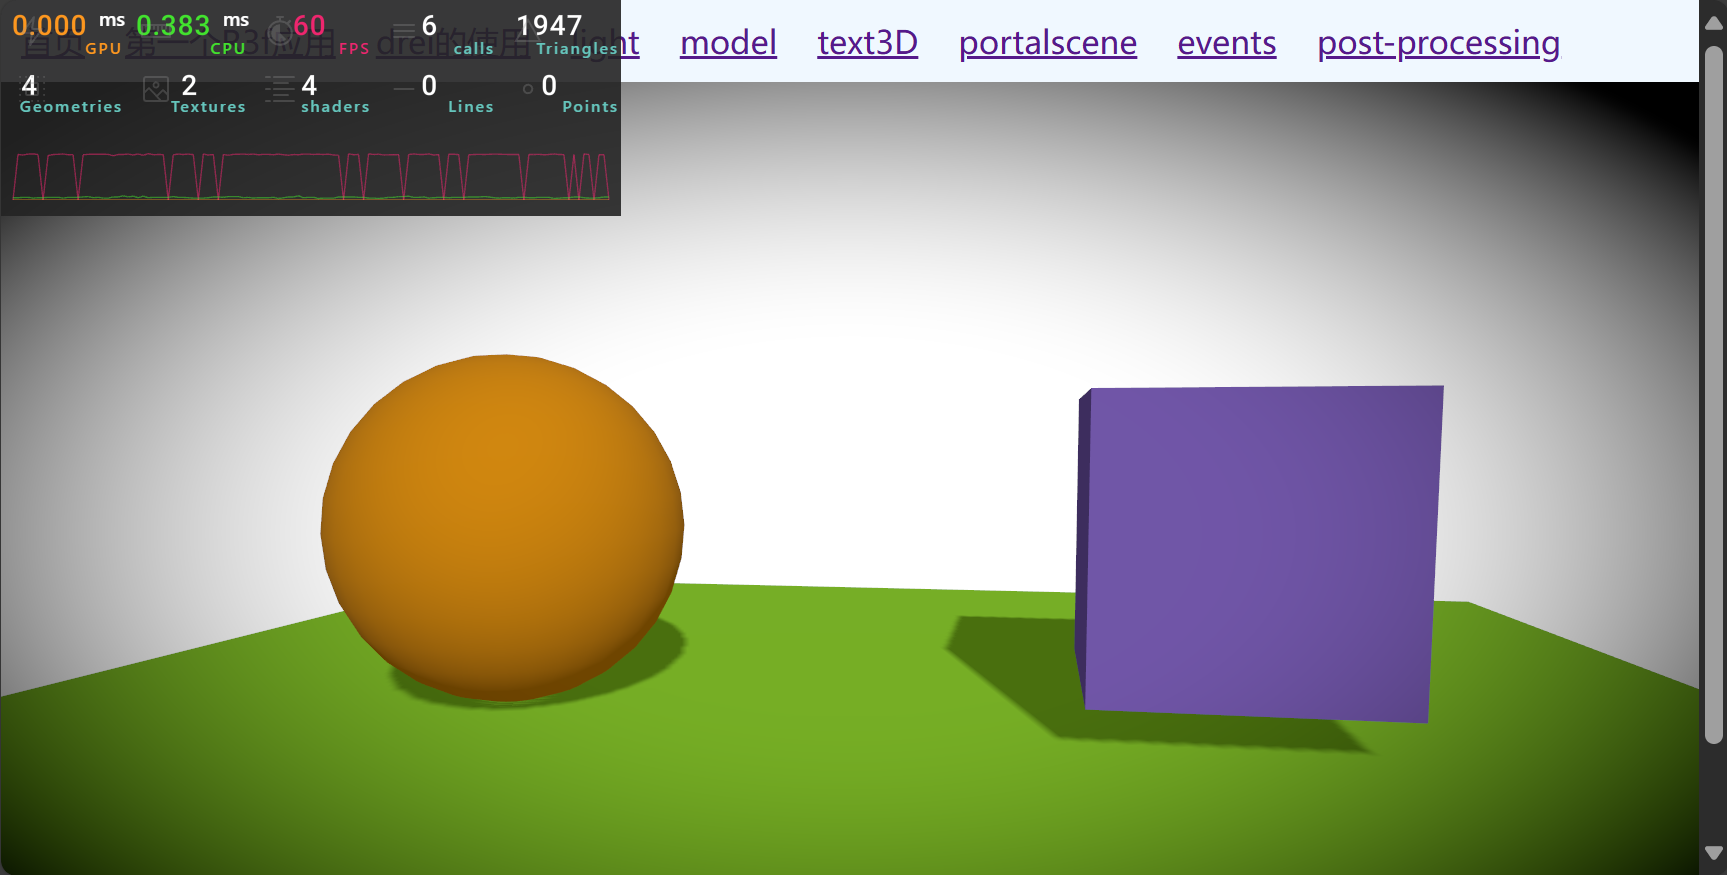 0.000 ms GPU 0.383 ms CPU 60 FPS 6 calls 1947 Triangles
4 Geometries 2 Textures 4 shaders 0 Lines 0 Points
首页 第一个R3f应用 drei的使用 light model text3D portalscene events post-processing